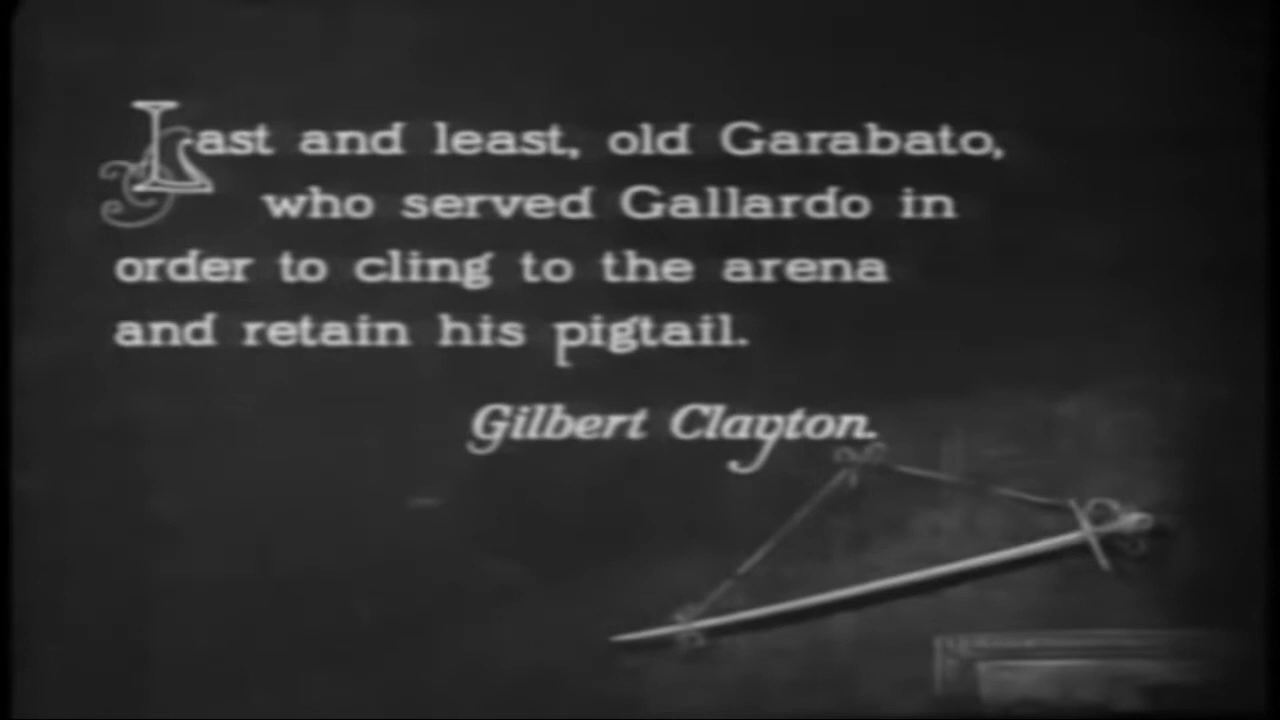 Last and least, old Garabato,
who served Gallardo in
order to cling to the arena
and retain his pigtail.
Gilbert Clayton.